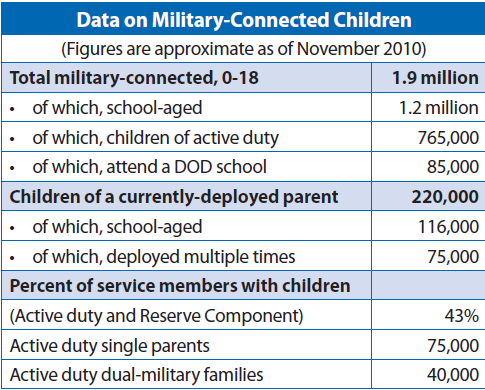 Data on Military-Connected Children
(Figures are approximate as of November 2010)
Total military-connected, 0-18 1.9 million
• of which, school-aged 1.2 million
• of which, children of active duty 765,000
• of which, attend a DOD school 85,000
Children of a currently-deployed parent 220,000
• of which, school-aged 116,000
• of which, deployed multiple times 75,000
Percent of service members with children
(Active duty and Reserve Component) 43%
Active duty single parents 75,000
Active duty dual-military families 40,000